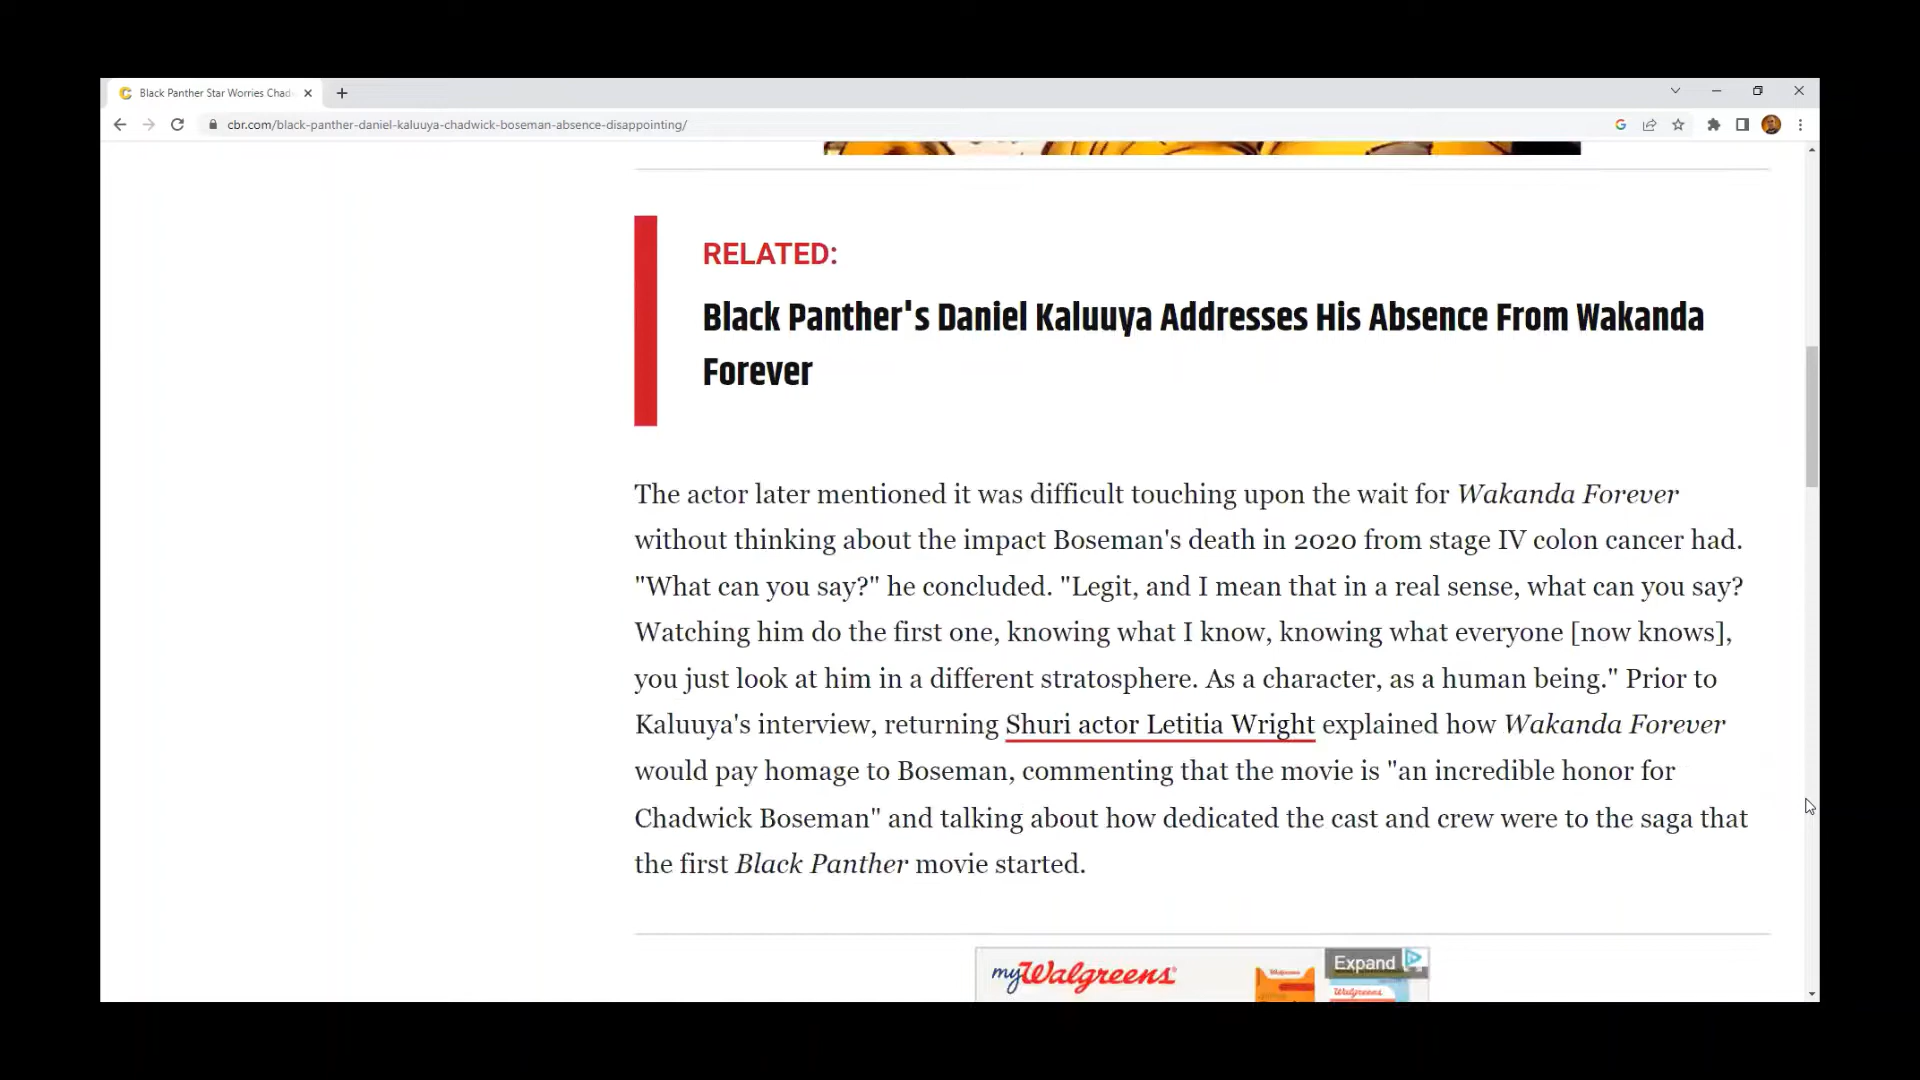 Black Panther Star Worries Chad
cbr.com/black-panther-daniel-kaluuya-chadwick-boseman-absence-disappointing/
RELATED:
Black Panther's Daniel Kaluuya Addresses His Absence From Wakanda
Forever
The actor later mentioned it was difficult touching upon the wait for Wakanda Forever
without thinking about the impact Boseman's death in 2020 from stage IV colon cancer had.
"What can you say?" he concluded. "Legit, and I mean that in a real sense, what can you say?
Watching him do the first one, knowing what I know, knowing what everyone [now knows],
you just look at him in a different stratosphere. As a character, as a human being." Prior to
Kaluuya's interview, returning Shuri actor Letitia Wright explained how Wakanda Forever
would pay homage to Boseman, commenting that the movie is "an incredible honor for
Chadwick Boseman" and talking about how dedicated the cast and crew were to the saga that
the first Black Panther movie started.
myWalgreens
Expand
Walgreens
Walgreens